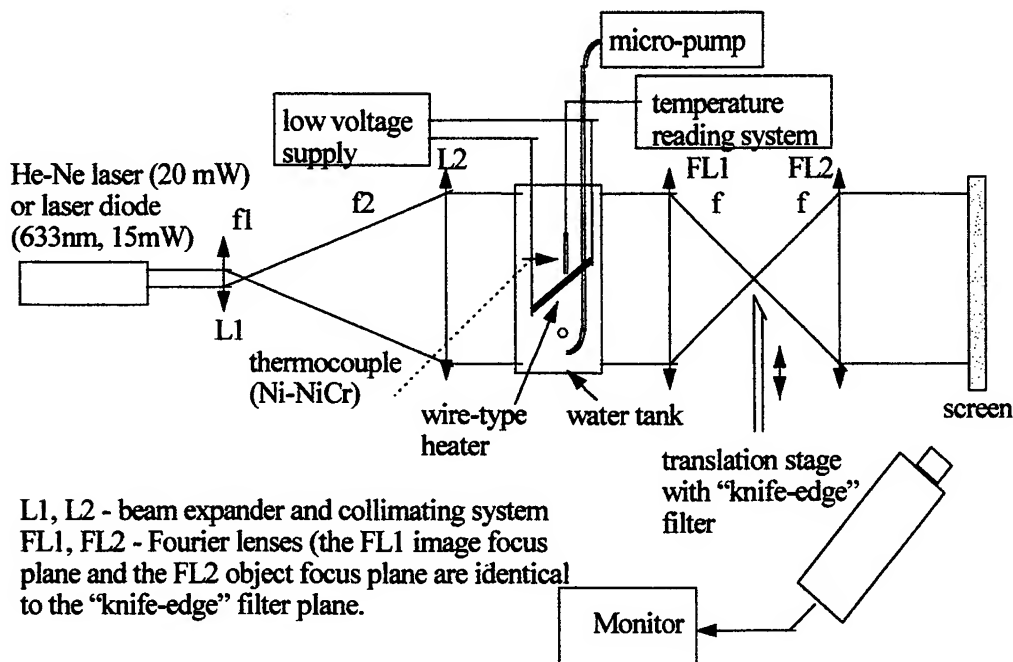 micro-pump
low voltage
supply
temperature
reading system
L2
FL1
FL2
He-Ne laser (20 mW)
or laser diode
(633nm, 15mW)
f1
f2
f
f
L1
thermocouple
(Ni-NiCr)
wire-type
heater
water tank
screen
translation stage
with “knife-edge”
filter
L1, L2 - beam expander and collimating system
FL1, FL2 - Fourier lenses (the FL1 image focus
plane and the FL2 object focus plane are identical
to the “knife-edge” filter plane.
Monitor